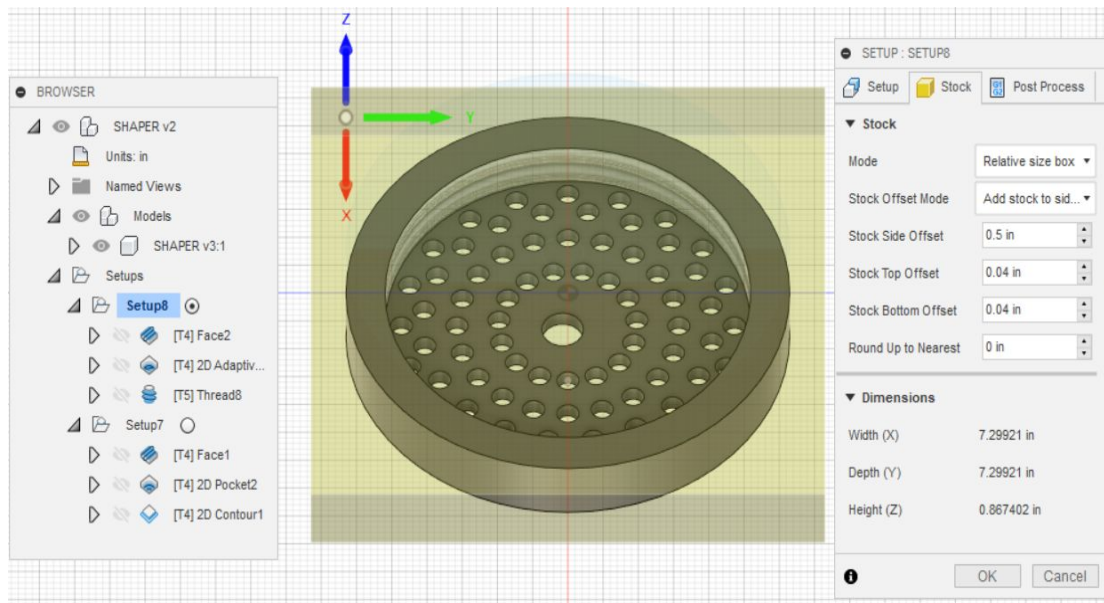 BROWSER
SHAPER v2
Units: in
Named Views
Models
SHAPER v3:1
Setups
Setup8
[T4] Face2
[T4] 2D Adaptiv...
[T5] Thread8
Setup7
[T4] Face1
[T4] 2D Pocket2
[T4] 2D Contour1
Z
Y
X
SETUP : SETUP8
Setup Stock G1 G2 Post Process
Stock
Mode Relative size box
Stock Offset Mode Add stock to sid...
Stock Side Offset 0.5 in
Stock Top Offset 0.04 in
Stock Bottom Offset 0.04 in
Round Up to Nearest 0 in
Dimensions
Width (X) 7.29921 in
Depth (Y) 7.29921 in
Height (Z) 0.867402 in
OK Cancel